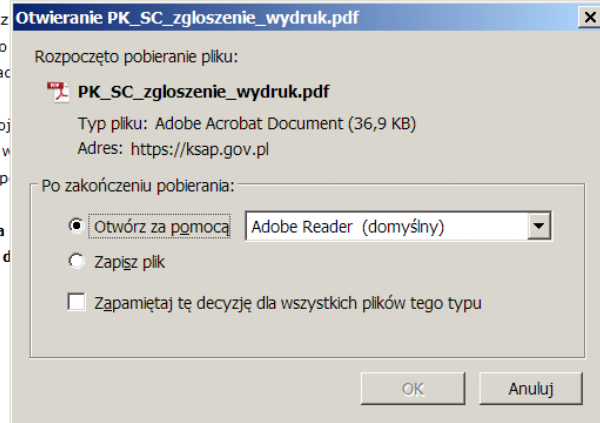 Otwieranie PK_SC_zgloszenie_wydruk.pdf
Rozpoczęto pobieranie pliku:
PK_SC_zgloszenie_wydruk.pdf
Typ pliku: Adobe Acrobat Document (36,9 KB)
Adres: https://ksap.gov.pl
Po zakończeniu pobierania:
Otwórz za pomocą Adobe Reader (domyślny)
Zapisz plik
Zapamiętaj tę decyzję dla wszystkich plików tego typu
OK Anuluj